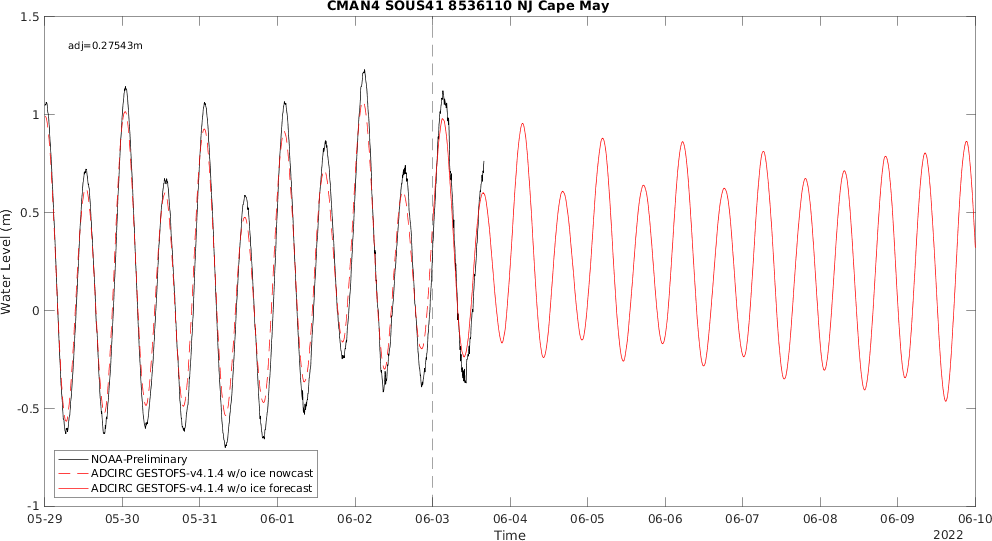 CMAN4 SOUS41 8536110 NJ Cape May
adj=0.27543m
Water Level (m)
1.5
1
0.5
0
-0.5
-1
NOAA-Preliminary
ADCIRC GESTOFS-v4.1.4 w/o ice nowcast
ADCIRC GESTOFS-v4.1.4 w/o ice forecast
05-29 05-30 05-31 06-01 06-02 06-03 06-04 06-05 06-06 06-07 06-08 06-09 06-10
Time
2022